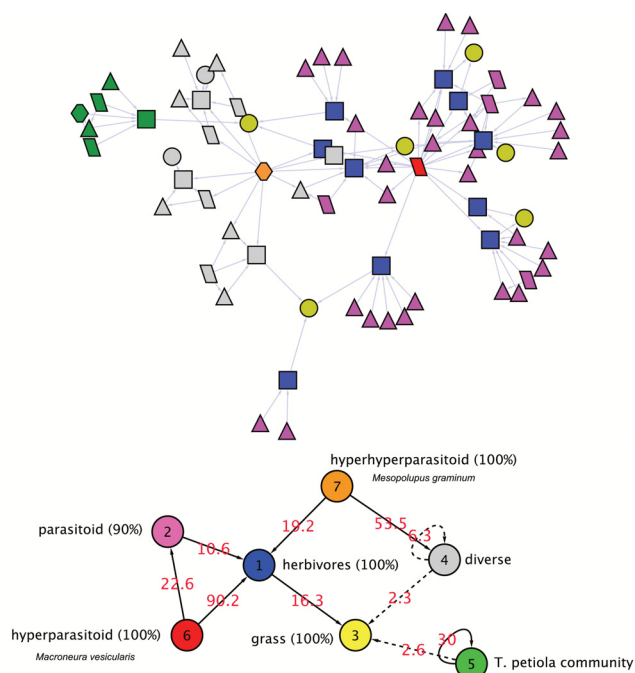 hyperhyperparasitoid (100%)
Mesopolupus graminum
7
19.2
53.5
6.3
parasitoid (90%)
2
10.6
1
herbivores (100%)
4
diverse
22.6
90.2
16.3
2.3
hyperparasitoid (100%)
6
Macroneura vesicularis
grass (100%)
3
2.6
30
5
T. petiola community